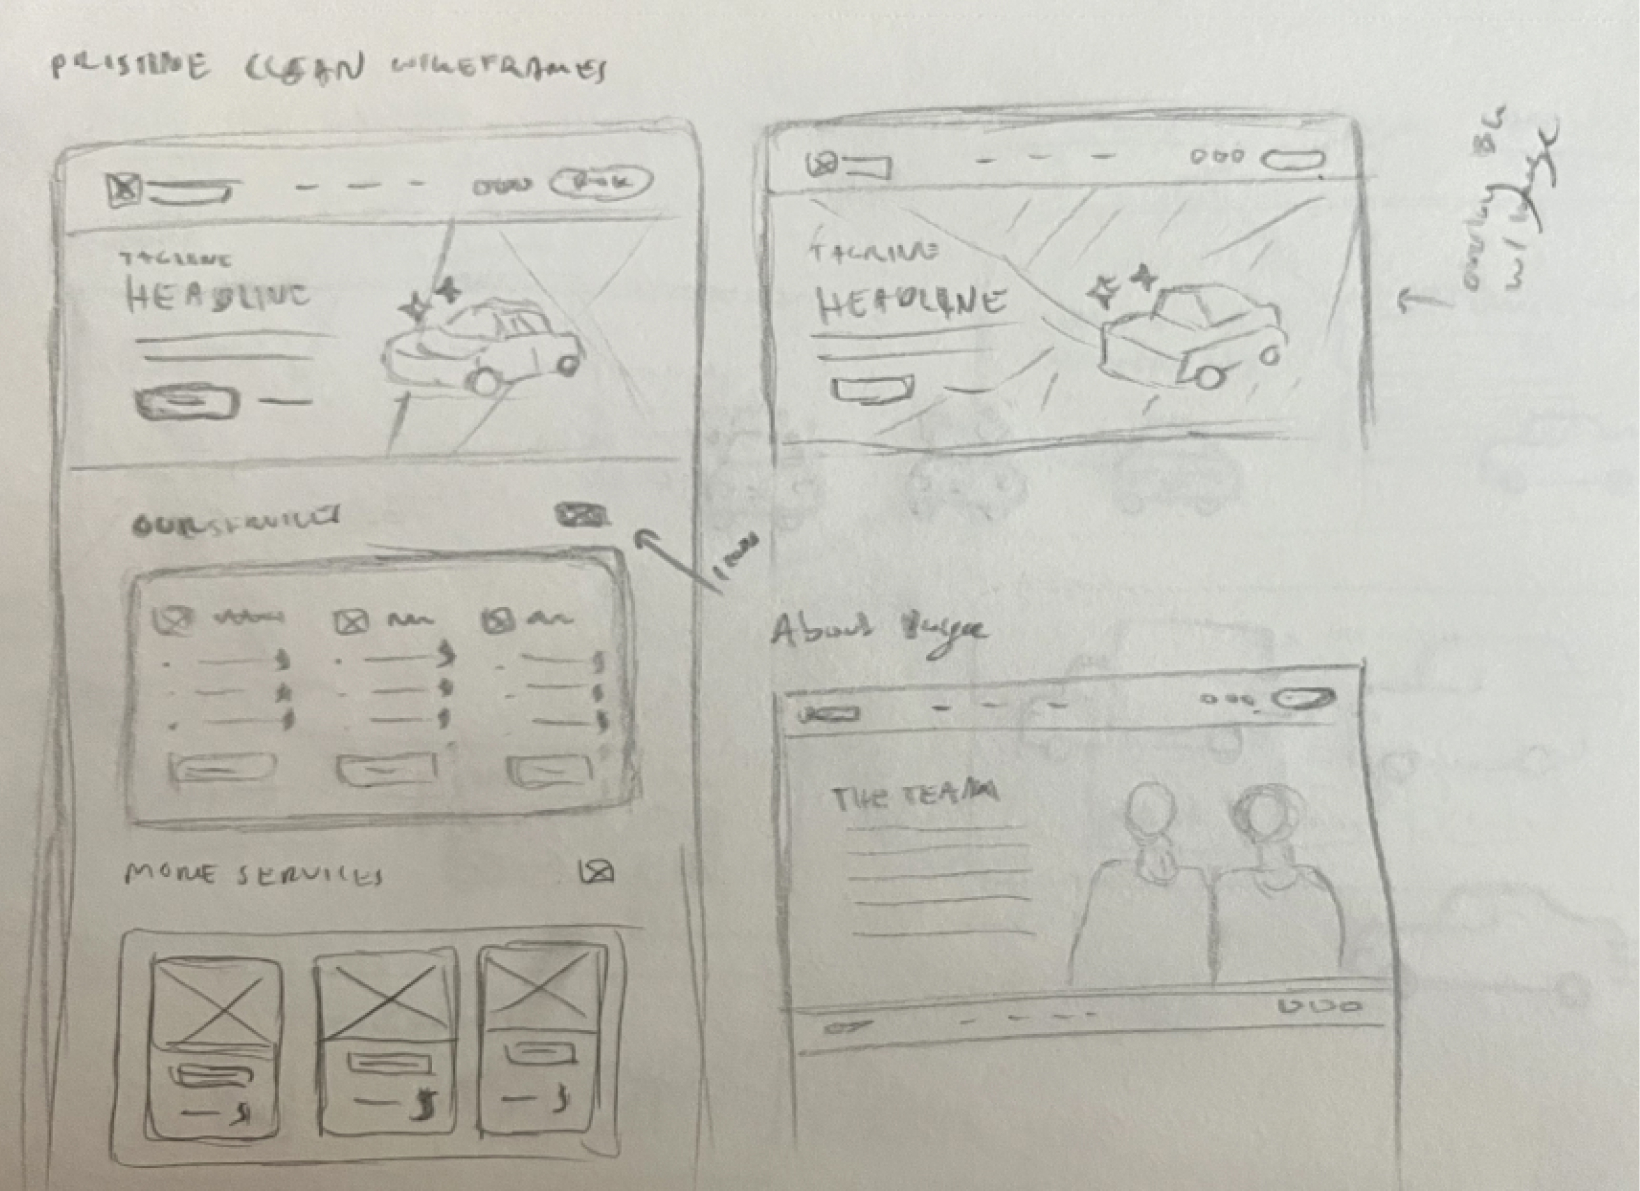 PRISTINE CLEAN WIREFRAMES
Book
TAGLINE
HEADLINE
TAGLINE
HEADLINE
overlay BG
w/ image
OUR SERVICES
$
$
$
$
$
$
$
$
$
About Page
THE TEAM
MORE SERVICES
$
$
$